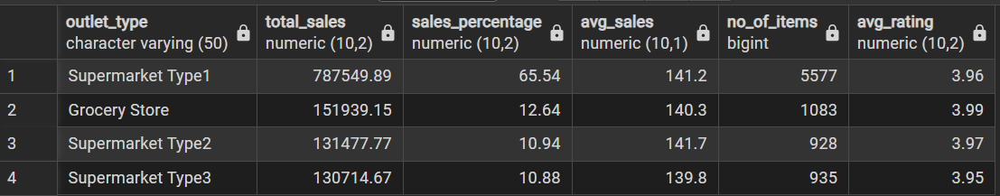 outlet_type total_sales sales_percentage avg_sales no_of_items avg_rating
character varying (50) numeric (10,2) numeric (10,2) numeric (10,1) bigint numeric (10,2)
1 Supermarket Type1 787549.89 65.54 141.2 5577 3.96
2 Grocery Store 151939.15 12.64 140.3 1083 3.99
3 Supermarket Type2 131477.77 10.94 141.7 928 3.97
4 Supermarket Type3 130714.67 10.88 139.8 935 3.95